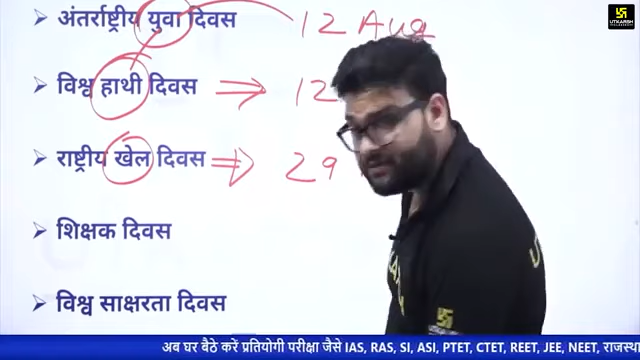 अंतर्राष्ट्रीय युवा दिवस 12 Aug
विश्व हाथी दिवस ⇒ 12
राष्ट्रीय खेल दिवस ⇒ 29
शिक्षक दिवस
विश्व साक्षरता दिवस
UTKARSH
अब घर बैठे करें प्रतियोगी परीक्षा जैसे IAS, RAS, SI, ASI, PTET, CTET, REET, JEE, NEET, राजस्था